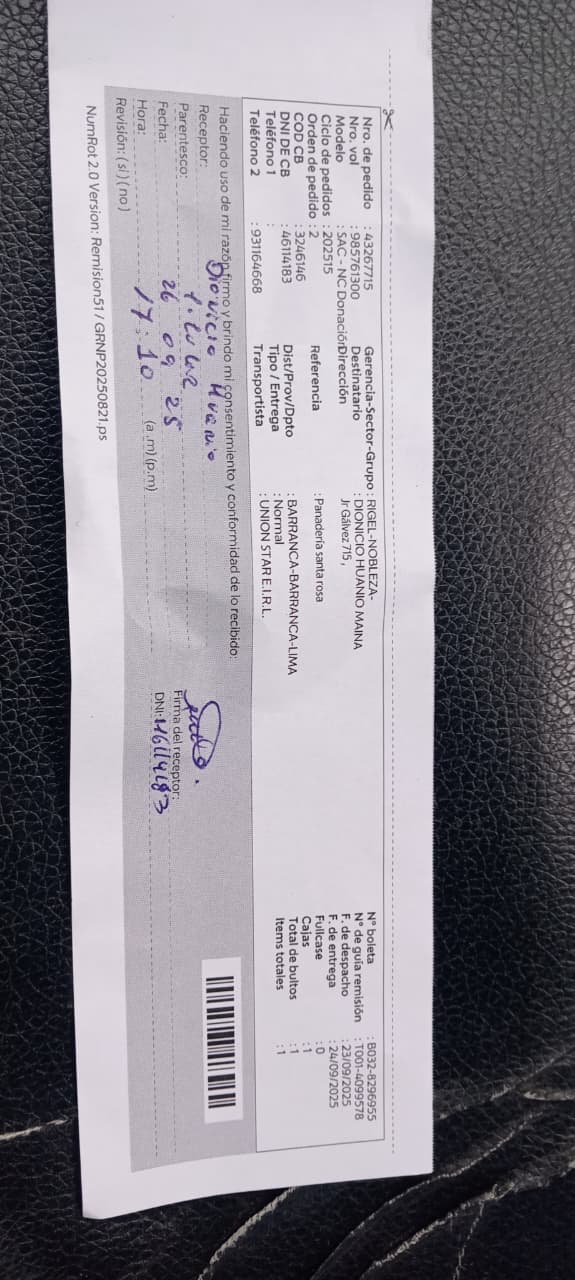 Nro. de pedido : 43267715
Nro. vol : 985761300
Modelo : SAC - NC Donación
Ciclo de pedidos : 202515
Orden de pedido : 2
COD CB : 3246146
DNI DE CB : 46114183
Teléfono 1 :
Teléfono 2 : 931164668
Gerencia-Sector-Grupo : RIGEL-NOBLEZA-
Destinatario : DIONICIO HUANIO MAINA
Dirección Jr Gálvez 715 ,
Referencia : Panadería santa rosa
Dist/Prov/Dpto : BARRANCA-BARRANCA-LIMA
Tipo / Entrega : Normal
Transportista : UNION STAR E.I.R.L.
N° boleta : B032-8296955
N° de guía remisión : T001-4099578
F. de despacho : 23/09/2025
F. de entrega : 24/09/2025
Fullcase : 0
Cajas : 1
Total de bultos : 1
Items totales : 1
Haciendo uso de mi razón firmo y brindo mi consentimiento y conformidad de lo recibido:
Receptor: Dionicio Huanio
Parentesco:
Fecha: 26 09 25
Hora: 17:10 (a.m)(p.m)
Revisión: (si) (no)
Firma del receptor:
DNI: 46114183
NumRot 2.0 Version: Remision51 / GRNP20250821.ps